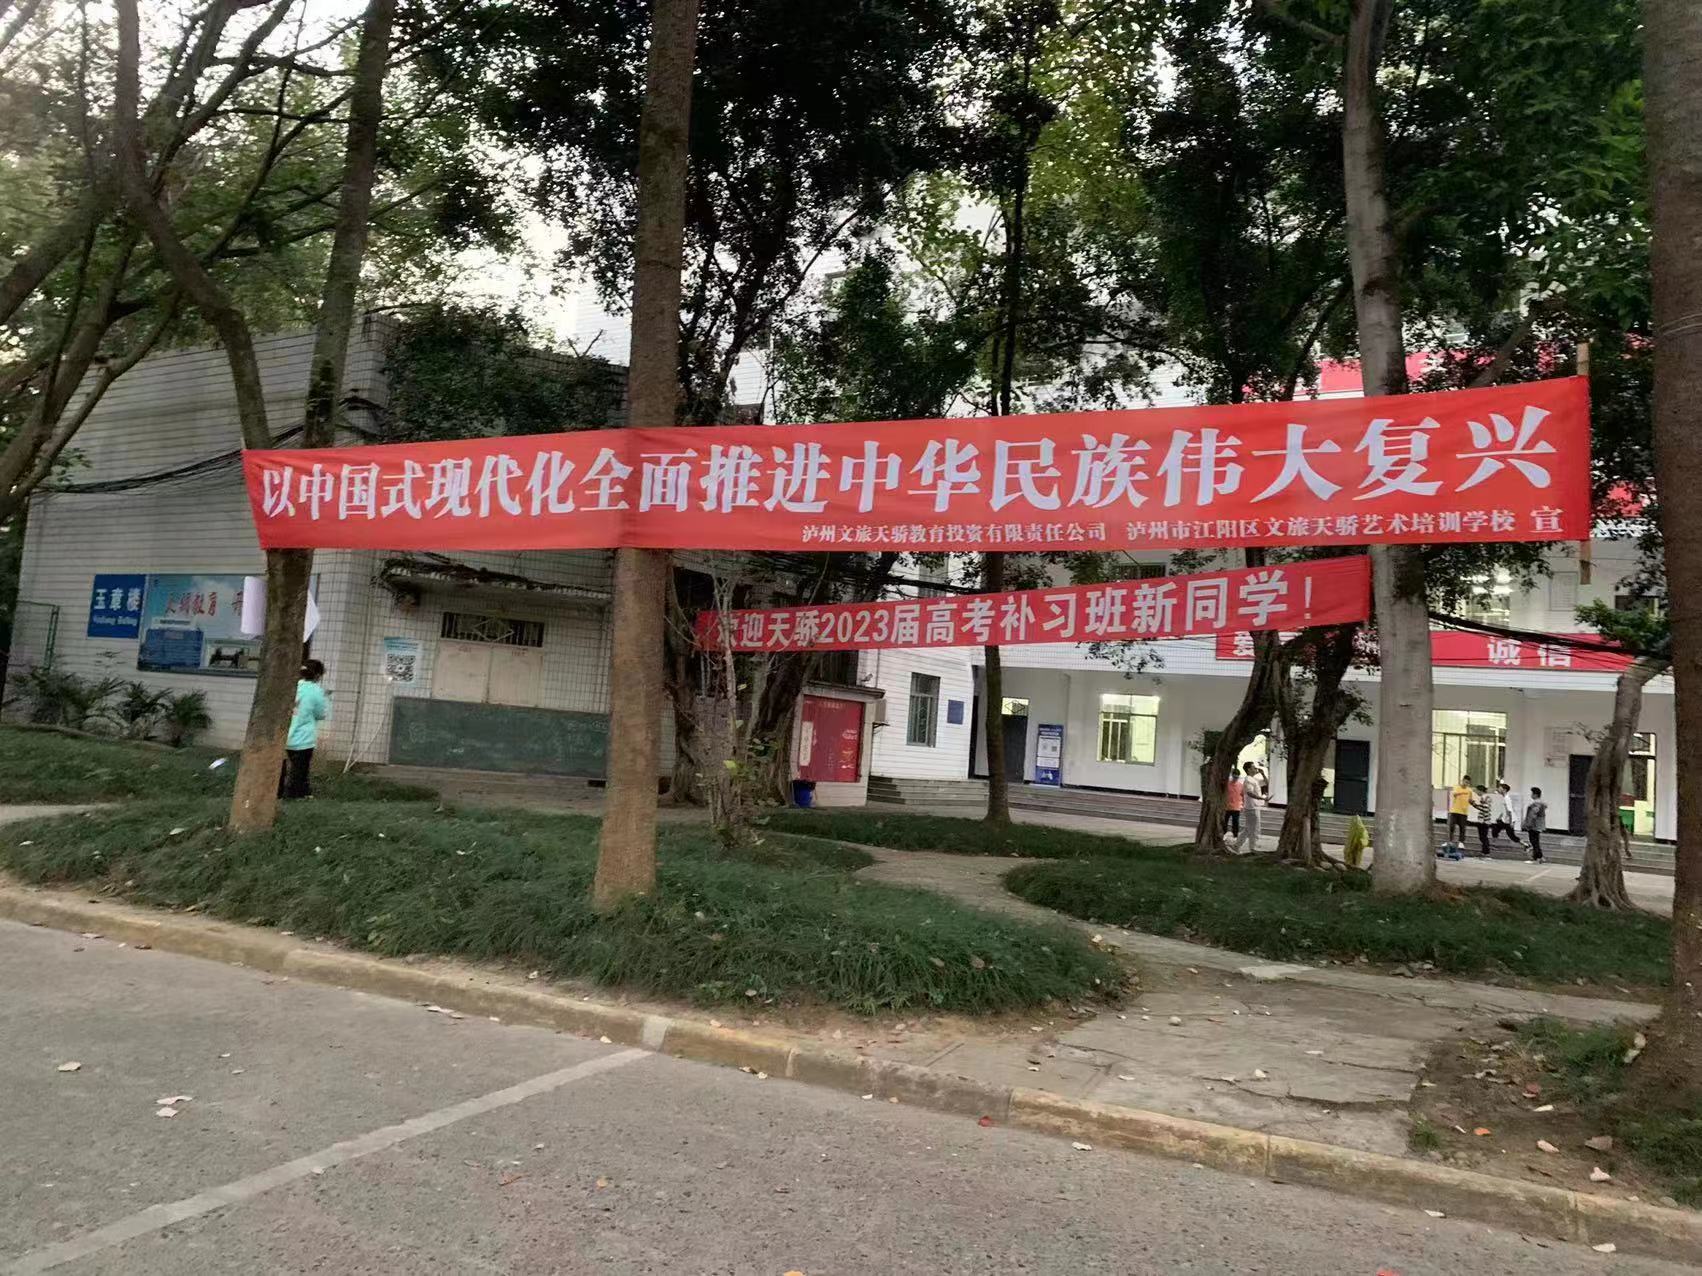 以中国式现代化全面推进中华民族伟大复兴
泸州文旅天骄教育投资有限责任公司 泸州市江阳区文旅天骄艺术培训学校 宣
欢迎天骄2023届高考补习班新同学！
玉章楼
诚信